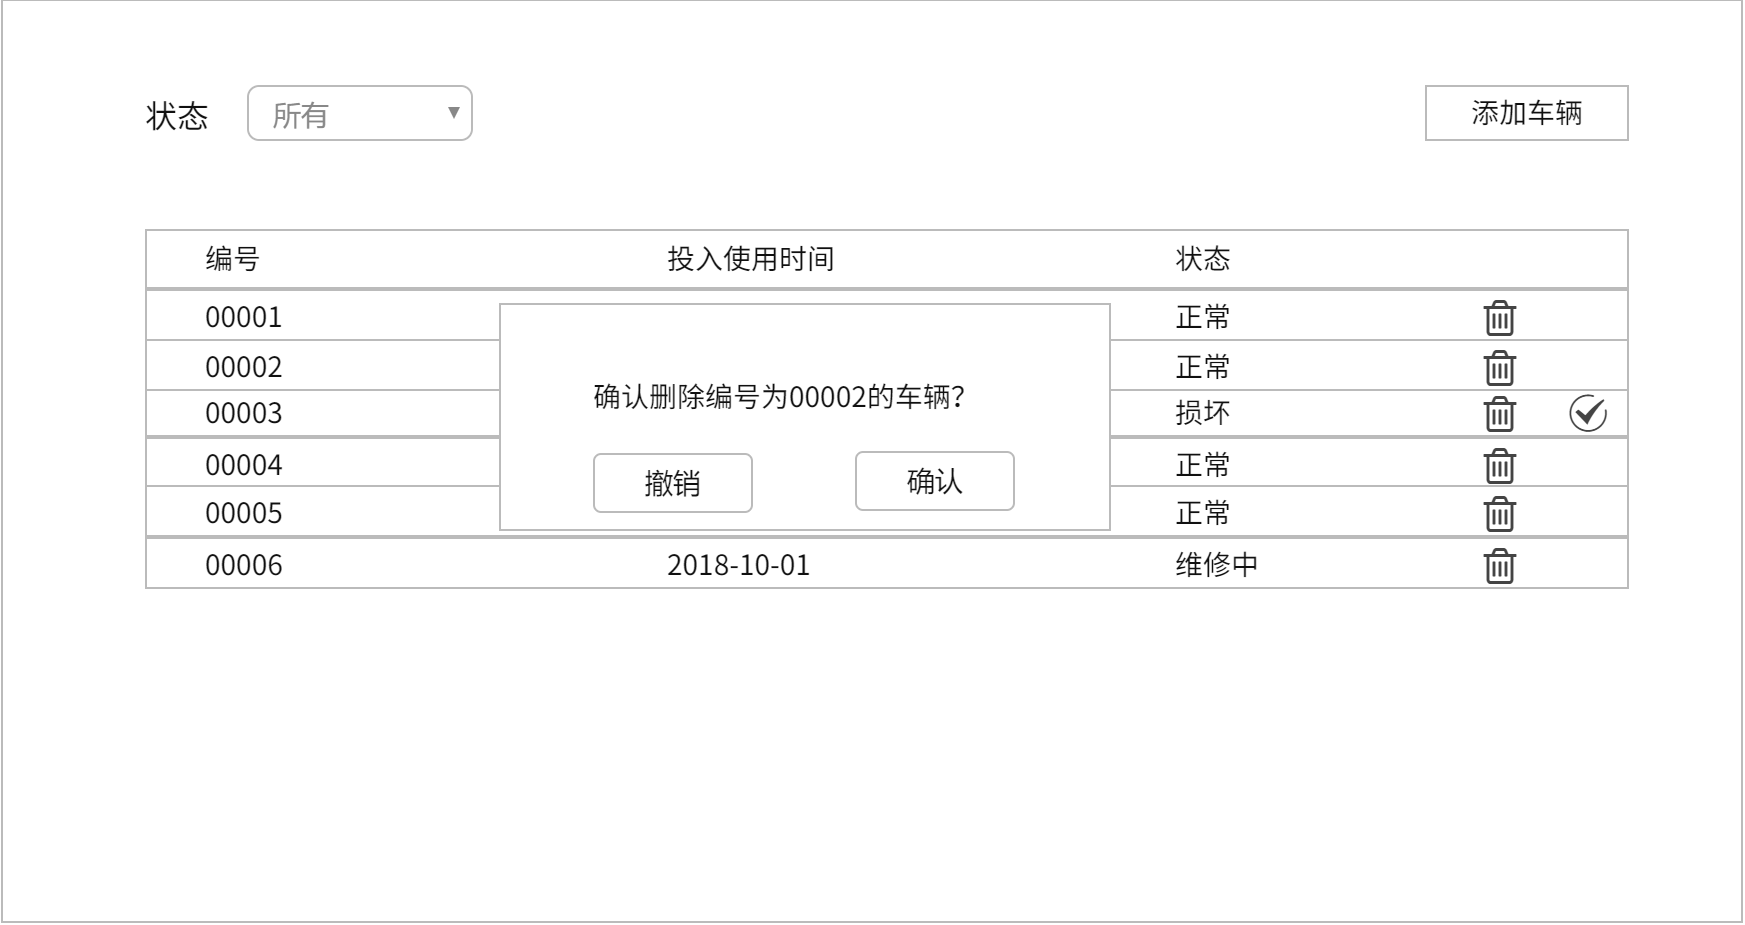 状态 所有 添加车辆
编号 投入使用时间 状态
00001 正常
00002 正常
确认删除编号为00002的车辆?
00003 损坏
00004 正常
撤销 确认
00005 正常
00006 2018-10-01 维修中